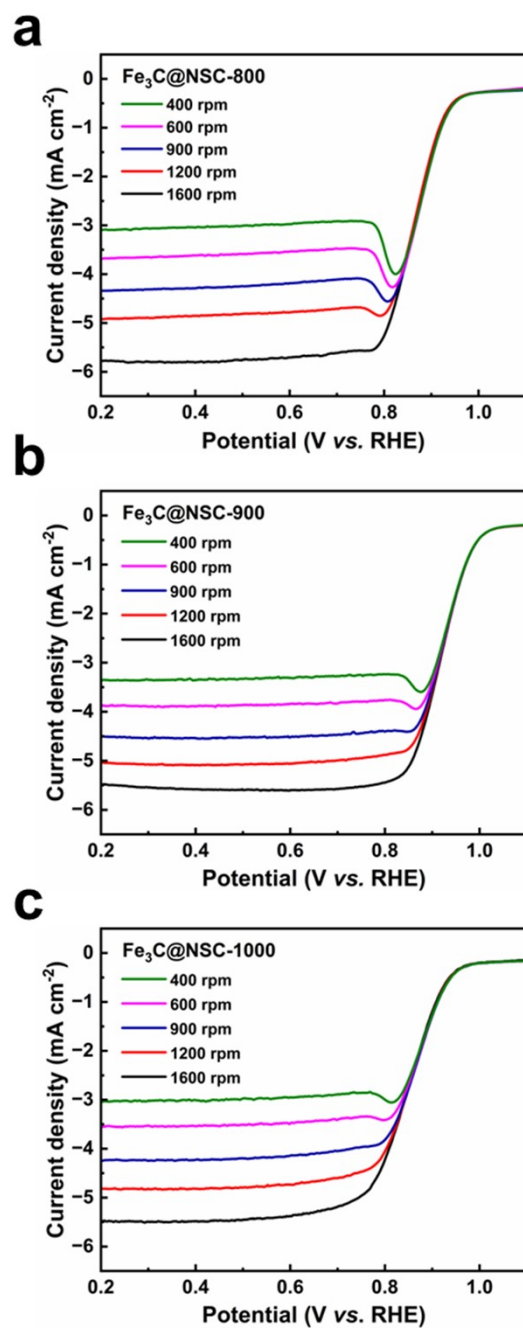 a
Fe₃C@NSC-800
400 rpm
600 rpm
900 rpm
1200 rpm
1600 rpm
0
−1
−2
−3
−4
−5
−6
Current density (mA cm⁻²)
0.2 0.4 0.6 0.8 1.0
Potential (V vs. RHE)
b
Fe₃C@NSC-900
400 rpm
600 rpm
900 rpm
1200 rpm
1600 rpm
0
−1
−2
−3
−4
−5
−6
Current density (mA cm⁻²)
0.2 0.4 0.6 0.8 1.0
Potential (V vs. RHE)
c
Fe₃C@NSC-1000
400 rpm
600 rpm
900 rpm
1200 rpm
1600 rpm
0
−1
−2
−3
−4
−5
−6
Current density (mA cm⁻²)
0.2 0.4 0.6 0.8 1.0
Potential (V vs. RHE)